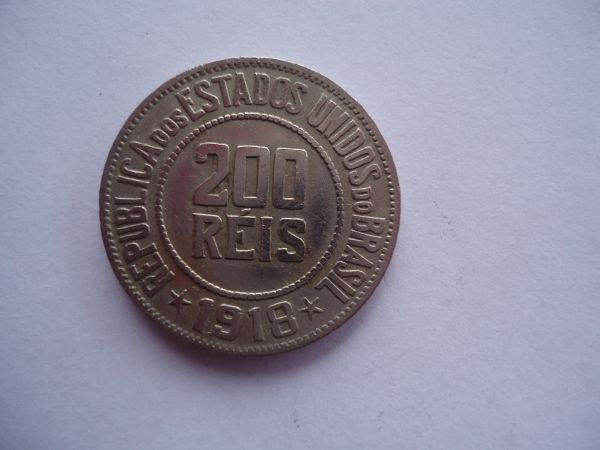 REPUBLICA DOS ESTADOS UNIDOS DO BRASIL
200
RÉIS
★ 1918 ★